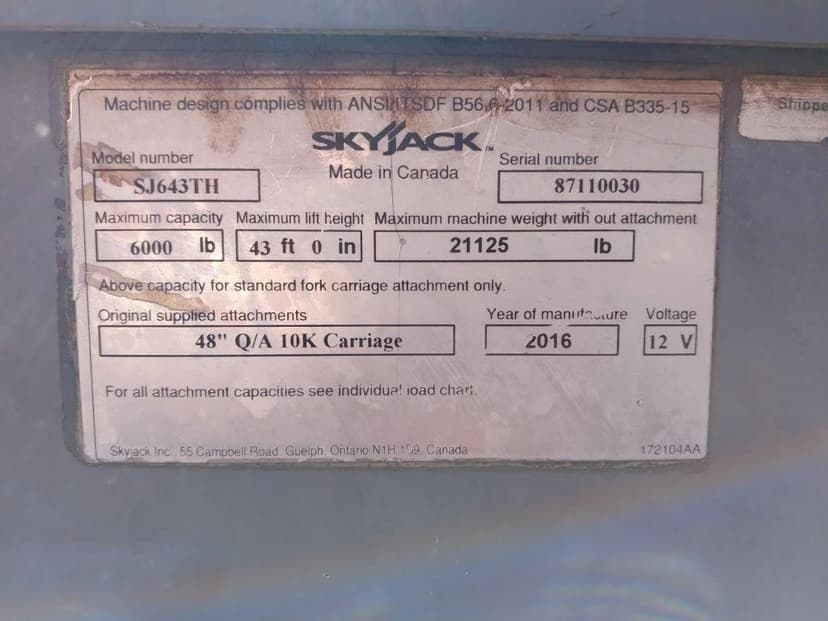 Machine design complies with ANSI/ITSDF B56.6-2011 and CSA B335-15
SKYJACK™
Made in Canada
Model number
SJ643TH
Serial number
87110030
Maximum capacity
6000 lb
Maximum lift height
43 ft 0 in
Maximum machine weight with out attachment
21125 lb
Above capacity for standard fork carriage attachment only.
Original supplied attachments
48" Q/A 10K Carriage
Year of manufacture
2016
Voltage
12 V
For all attachment capacities see individual load chart.
Skyjack Inc., 55 Campbell Road, Guelph, Ontario N1H 1B9, Canada
172104AA